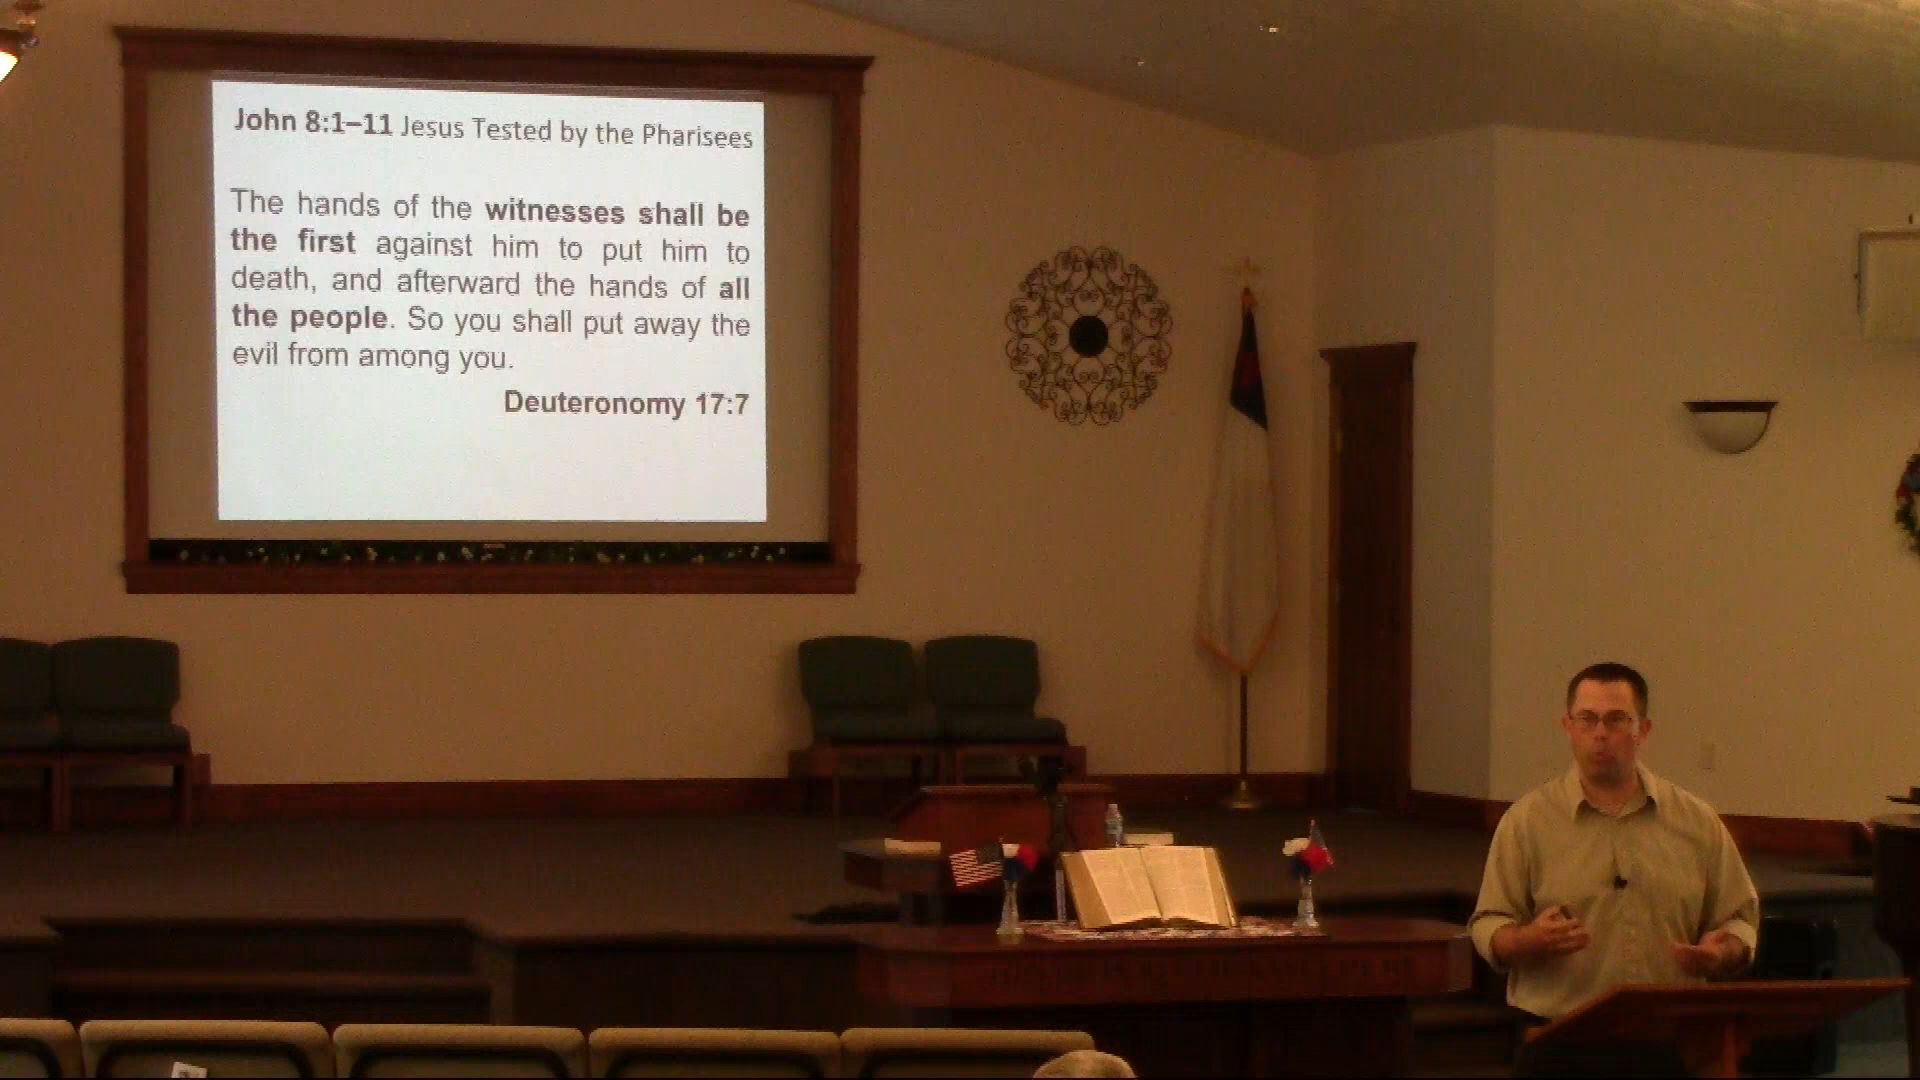 John 8:1–11 Jesus Tested by the Pharisees
The hands of the witnesses shall be
the first against him to put him to
death, and afterward the hands of all
the people. So you shall put away the
evil from among you.
Deuteronomy 17:7